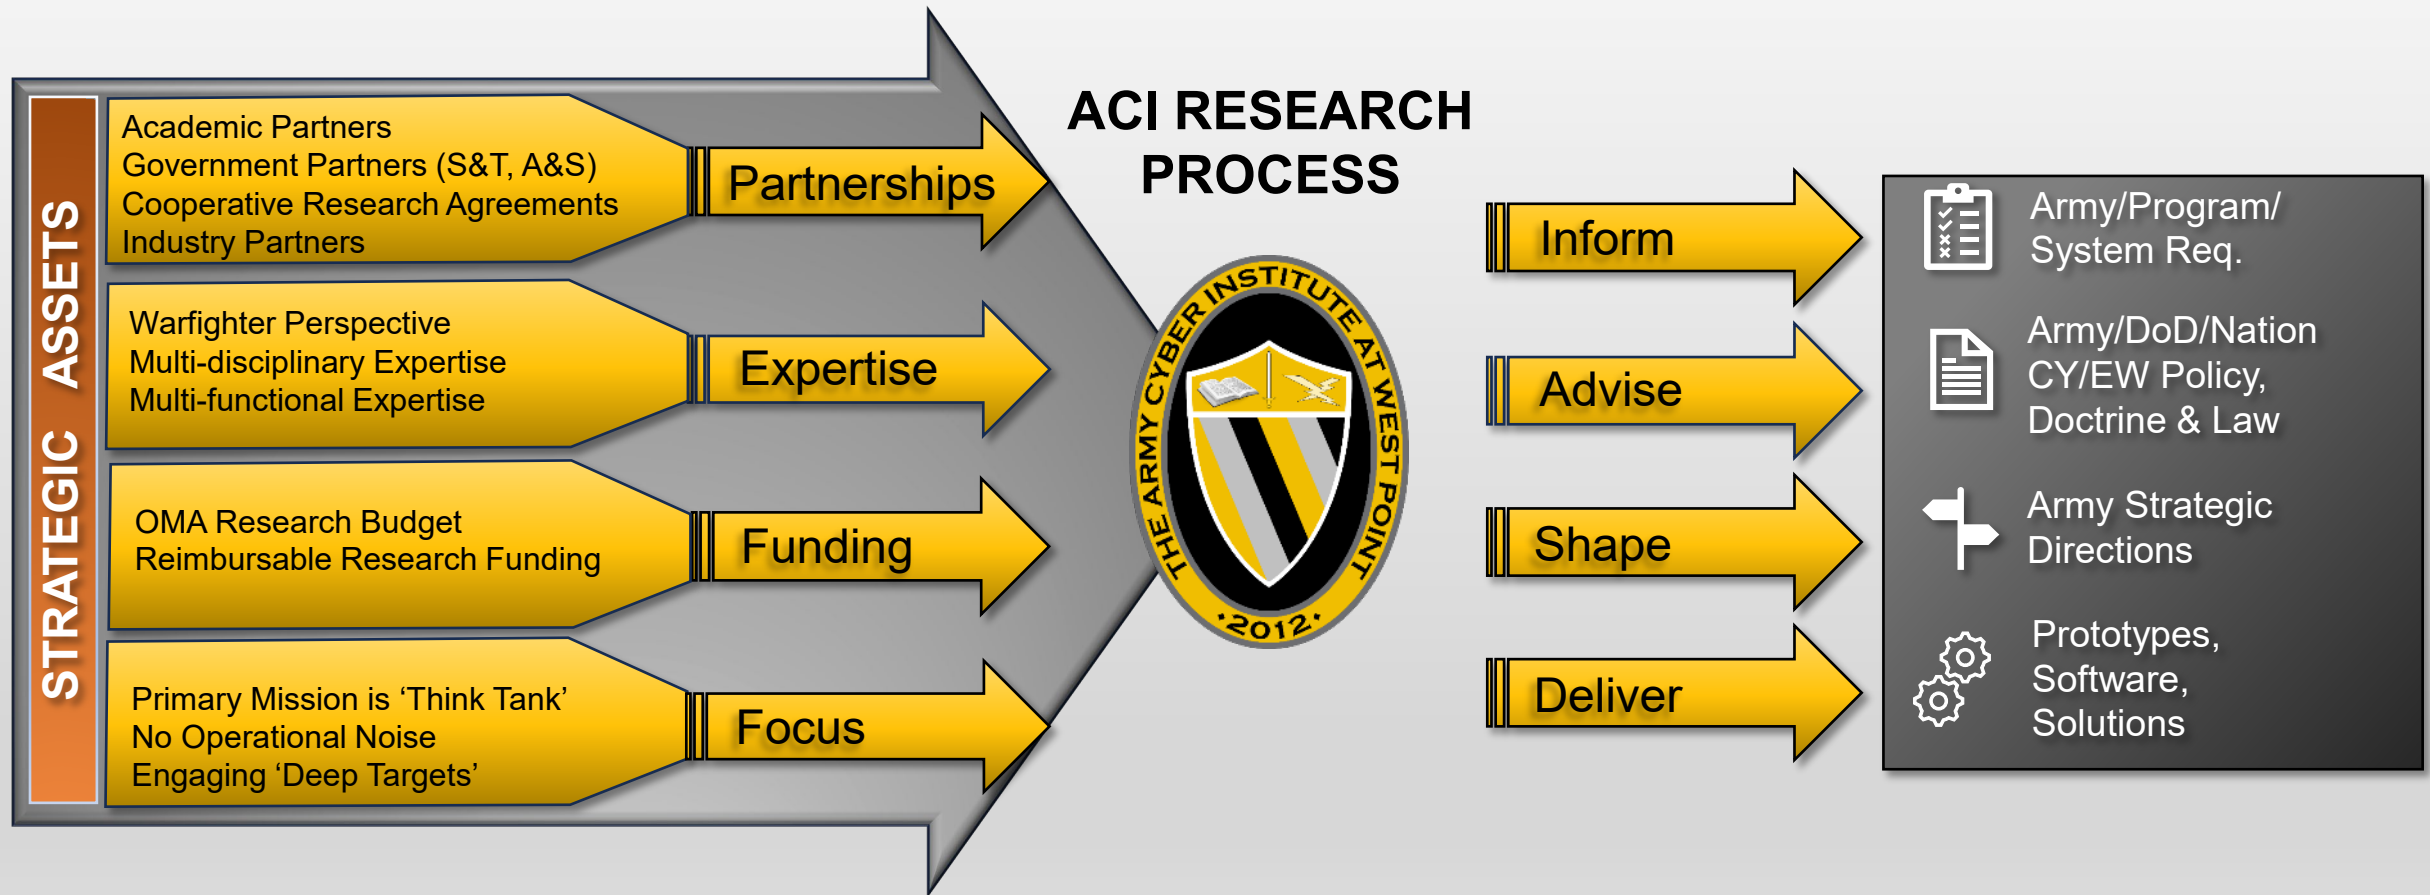 STRATEGIC ASSETS
Academic Partners
Government Partners (S&T, A&S)
Cooperative Research Agreements
Industry Partners
Partnerships
Warfighter Perspective
Multi-disciplinary Expertise
Multi-functional Expertise
Expertise
OMA Research Budget
Reimbursable Research Funding
Funding
Primary Mission is ‘Think Tank’
No Operational Noise
Engaging ‘Deep Targets’
Focus
ACI RESEARCH
PROCESS
THE ARMY CYBER INSTITUTE AT WEST POINT
·2012·
Inform
Army/Program/
System Req.
Advise
Army/DoD/Nation
CY/EW Policy,
Doctrine & Law
Shape
Army Strategic
Directions
Deliver
Prototypes,
Software,
Solutions